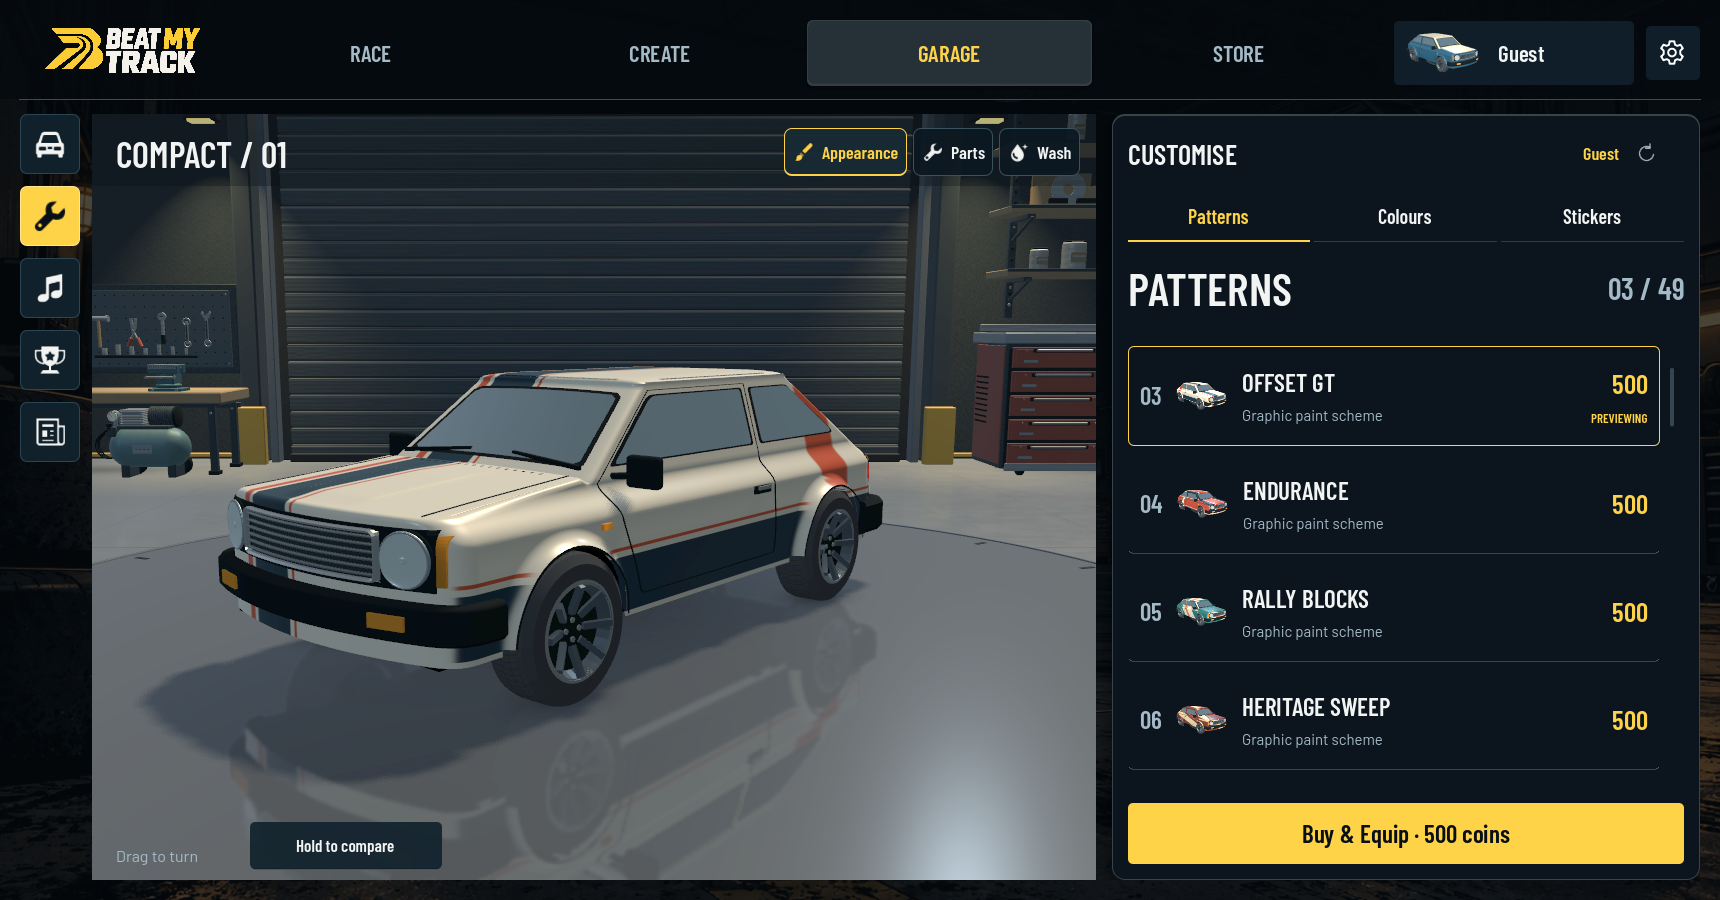 BEAT MY
TRACK
RACE
CREATE
GARAGE
STORE
Guest
COMPACT / 01
Appearance
Parts
Wash
CUSTOMISE
Guest
Patterns
Colours
Stickers
PATTERNS
03 / 49
03
OFFSET GT
Graphic paint scheme
500
PREVIEWING
04
ENDURANCE
Graphic paint scheme
500
05
RALLY BLOCKS
Graphic paint scheme
500
06
HERITAGE SWEEP
Graphic paint scheme
500
Drag to turn
Hold to compare
Buy & Equip · 500 coins